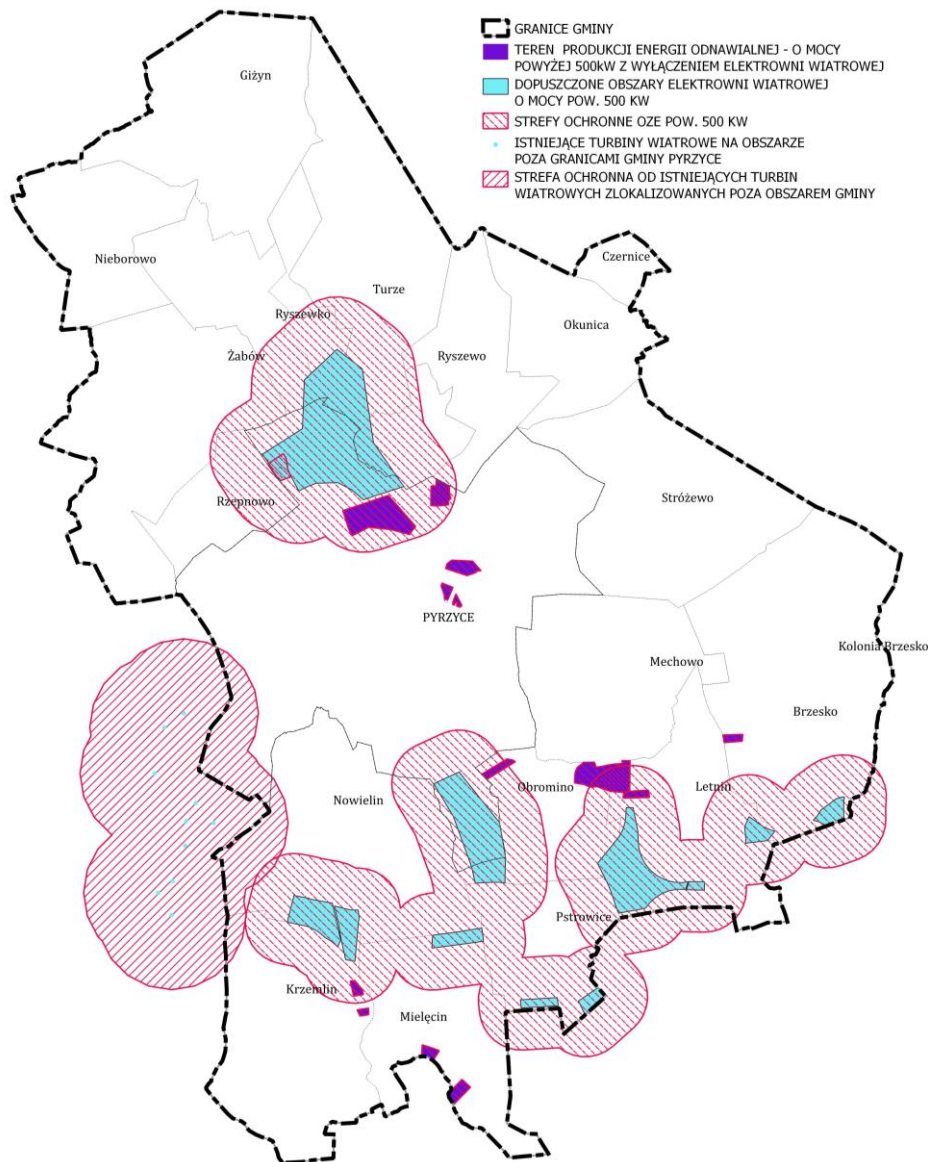 GRANICE GMINY
TEREN PRODUKCJI ENERGII ODNAWIALNEJ - O MOCY
POWYŻEJ 500kW Z WYŁĄCZENIEM ELEKTROWNI WIATROWEJ
DOPUSZCZONE OBSZARY ELEKTROWNI WIATROWEJ
O MOCY POW. 500 KW
STREFY OCHRONNE OZE POW. 500 KW
ISTNIEJĄCE TURBINY WIATROWE NA OBSZARZE
POZA GRANICAMI GMINY PYRZYCE
STREFA OCHRONNA OD ISTNIEJĄCYCH TURBIN
WIATROWYCH ZLOKALIZOWANYCH POZA OBSZAREM GMINY
Giżyn
Nieborowo
Czernice
Turze
Ryszewko
Okunica
Żabów
Ryszewo
Rzepnowo
Stróżewo
PYRZYCE
Kolonia Brzesko
Mechowo
Brzesko
Obromino
Letnin
Nowielin
Pstrowice
Krzemlin
Mielęcin